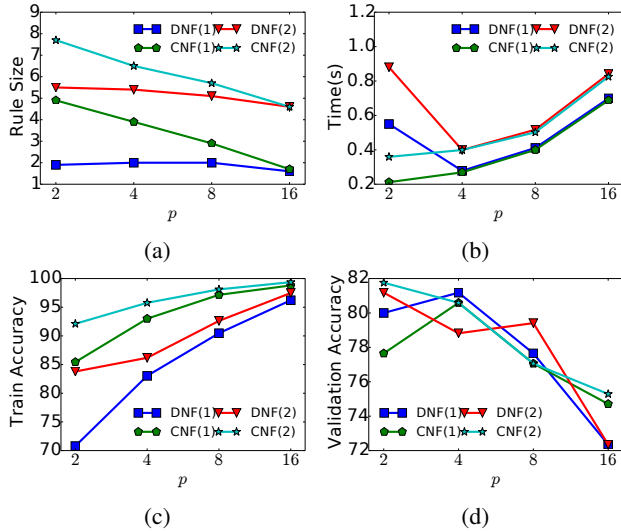 9
8
7
6
5
4
3
2
1
Rule Size
DNF(1)
CNF(1)
DNF(2)
CNF(2)
2
4
8
16
p
(a)
1.0
0.8
0.6
0.4
0.2
Time(s)
DNF(1)
CNF(1)
DNF(2)
CNF(2)
2
4
8
16
p
(b)
100
95
90
85
80
75
70
Train Accuracy
DNF(1)
CNF(1)
DNF(2)
CNF(2)
2
4
8
16
p
(c)
82
80
78
76
74
72
Validation Accuracy
DNF(1)
CNF(1)
DNF(2)
CNF(2)
2
4
8
16
p
(d)